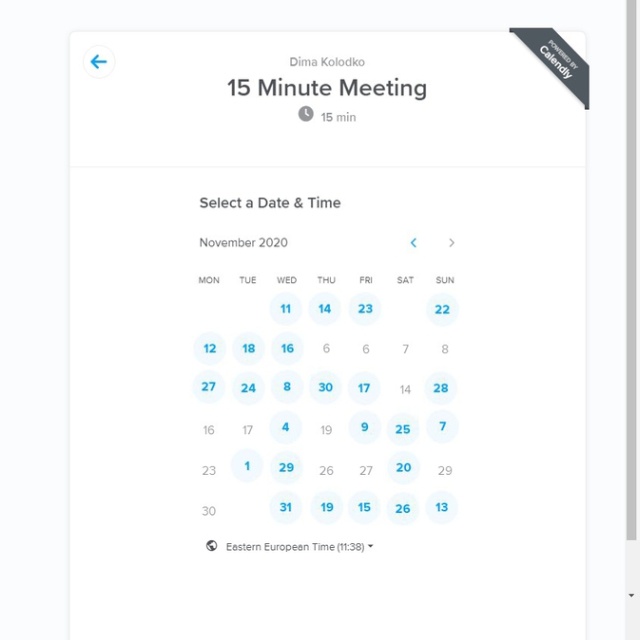 POWERED BY
Calendly
Dima Kolodko
15 Minute Meeting
15 min
Select a Date & Time
November 2020
MON TUE WED THU FRI SAT SUN
11 14 23 22
12 18 16 6 6 7 8
27 24 8 30 17 14 28
16 17 4 19 9 25 7
23 1 29 26 27 20 29
30 31 19 15 26 13
Eastern European Time (11:38)